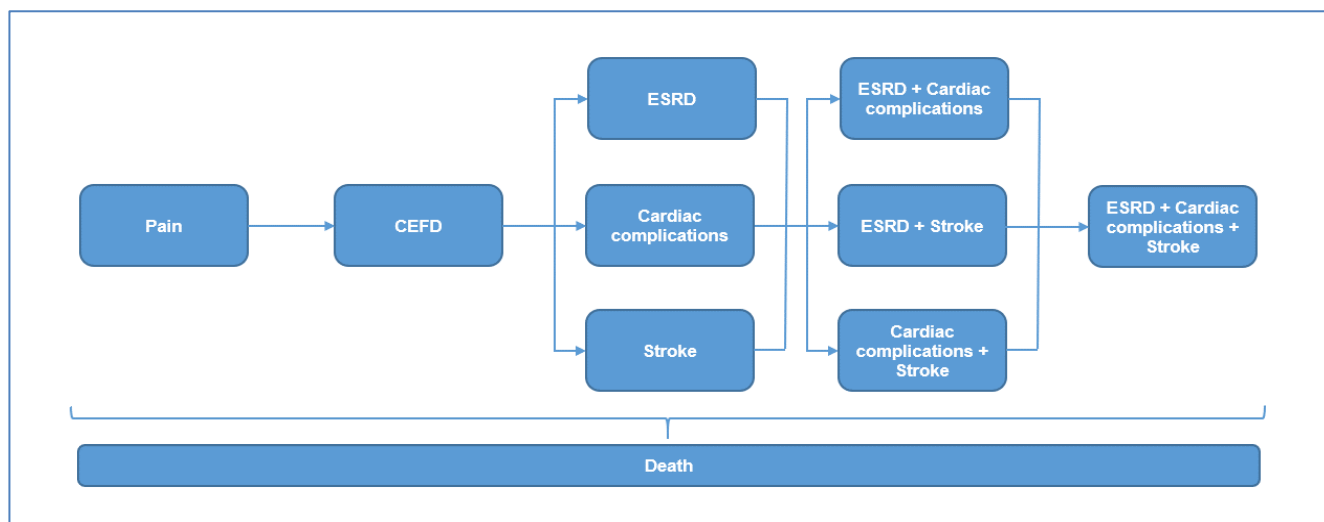 Pain
CEFD
ESRD
Cardiac
complications
Stroke
ESRD + Cardiac
complications
ESRD + Stroke
Cardiac
complications +
Stroke
ESRD + Cardiac
complications +
Stroke
Death